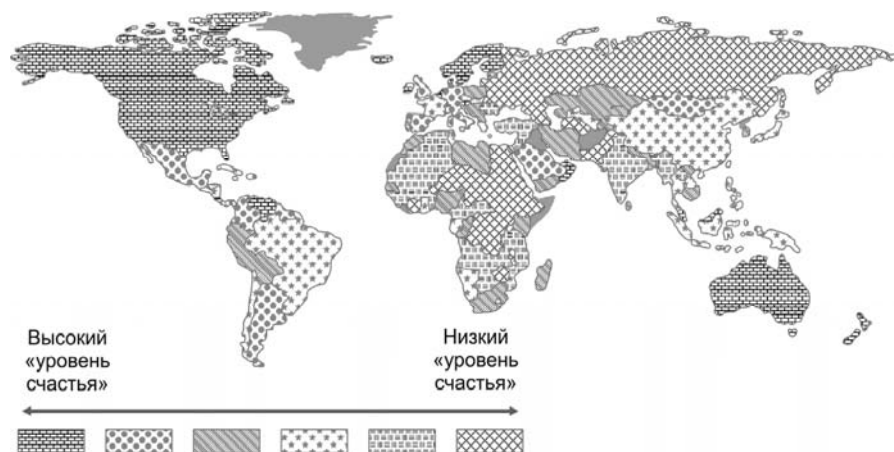 Высокий
«уровень
счастья»
Низкий
«уровень
счастья»